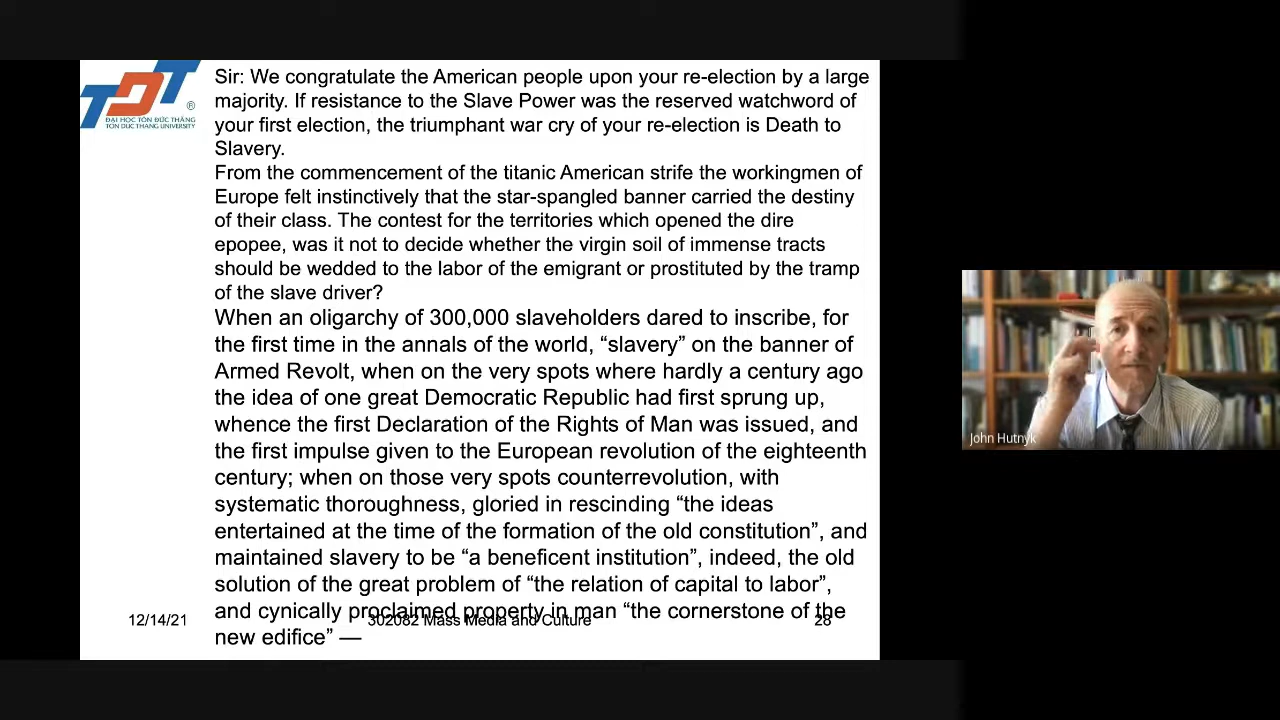 TDT
®
ĐẠI HỌC TÔN ĐỨC THẮNG
TON DUC THANG UNIVERSITY
Sir: We congratulate the American people upon your re-election by a large
majority. If resistance to the Slave Power was the reserved watchword of
your first election, the triumphant war cry of your re-election is Death to
Slavery.
From the commencement of the titanic American strife the workingmen of
Europe felt instinctively that the star-spangled banner carried the destiny
of their class. The contest for the territories which opened the dire
epopee, was it not to decide whether the virgin soil of immense tracts
should be wedded to the labor of the emigrant or prostituted by the tramp
of the slave driver?
When an oligarchy of 300,000 slaveholders dared to inscribe, for
the first time in the annals of the world, “slavery” on the banner of
Armed Revolt, when on the very spots where hardly a century ago
the idea of one great Democratic Republic had first sprung up,
whence the first Declaration of the Rights of Man was issued, and
the first impulse given to the European revolution of the eighteenth
century; when on those very spots counterrevolution, with
systematic thoroughness, gloried in rescinding “the ideas
entertained at the time of the formation of the old constitution”, and
maintained slavery to be “a beneficent institution”, indeed, the old
solution of the great problem of “the relation of capital to labor”,
and cynically proclaimed property in man “the cornerstone of the
new edifice” —
12/14/21
302082 Mass Media and Culture
28
John Hutnyk